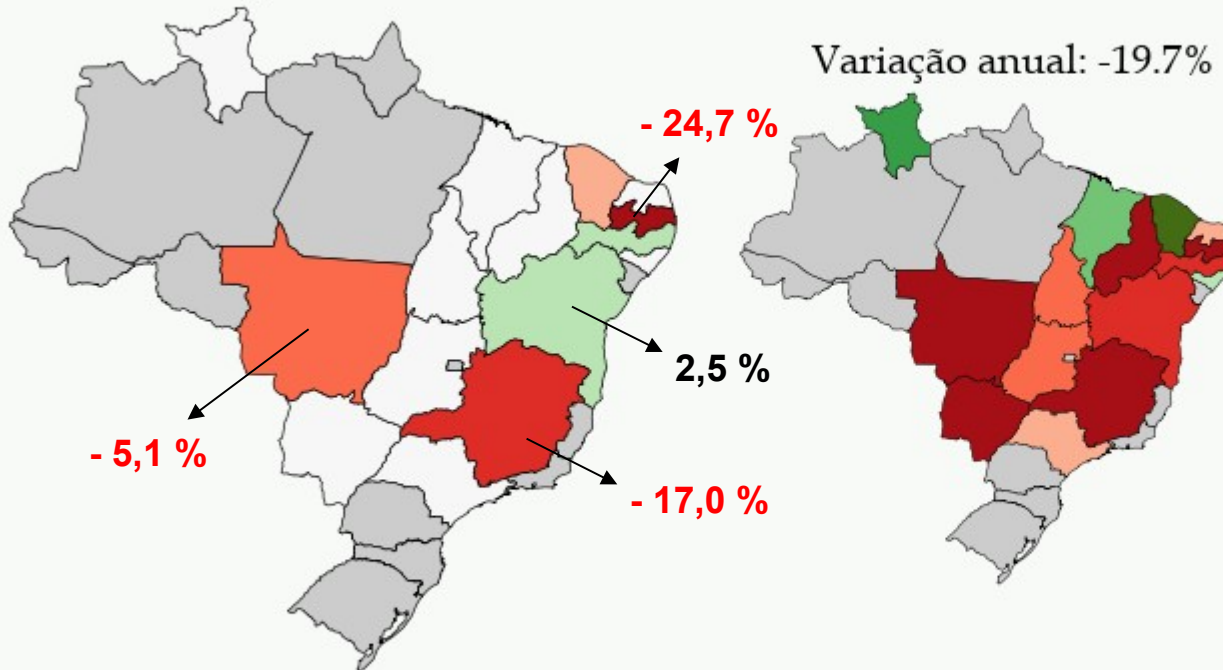 Variação anual: -19.7%
- 24,7 %
2,5 %
- 5,1 %
- 17,0 %